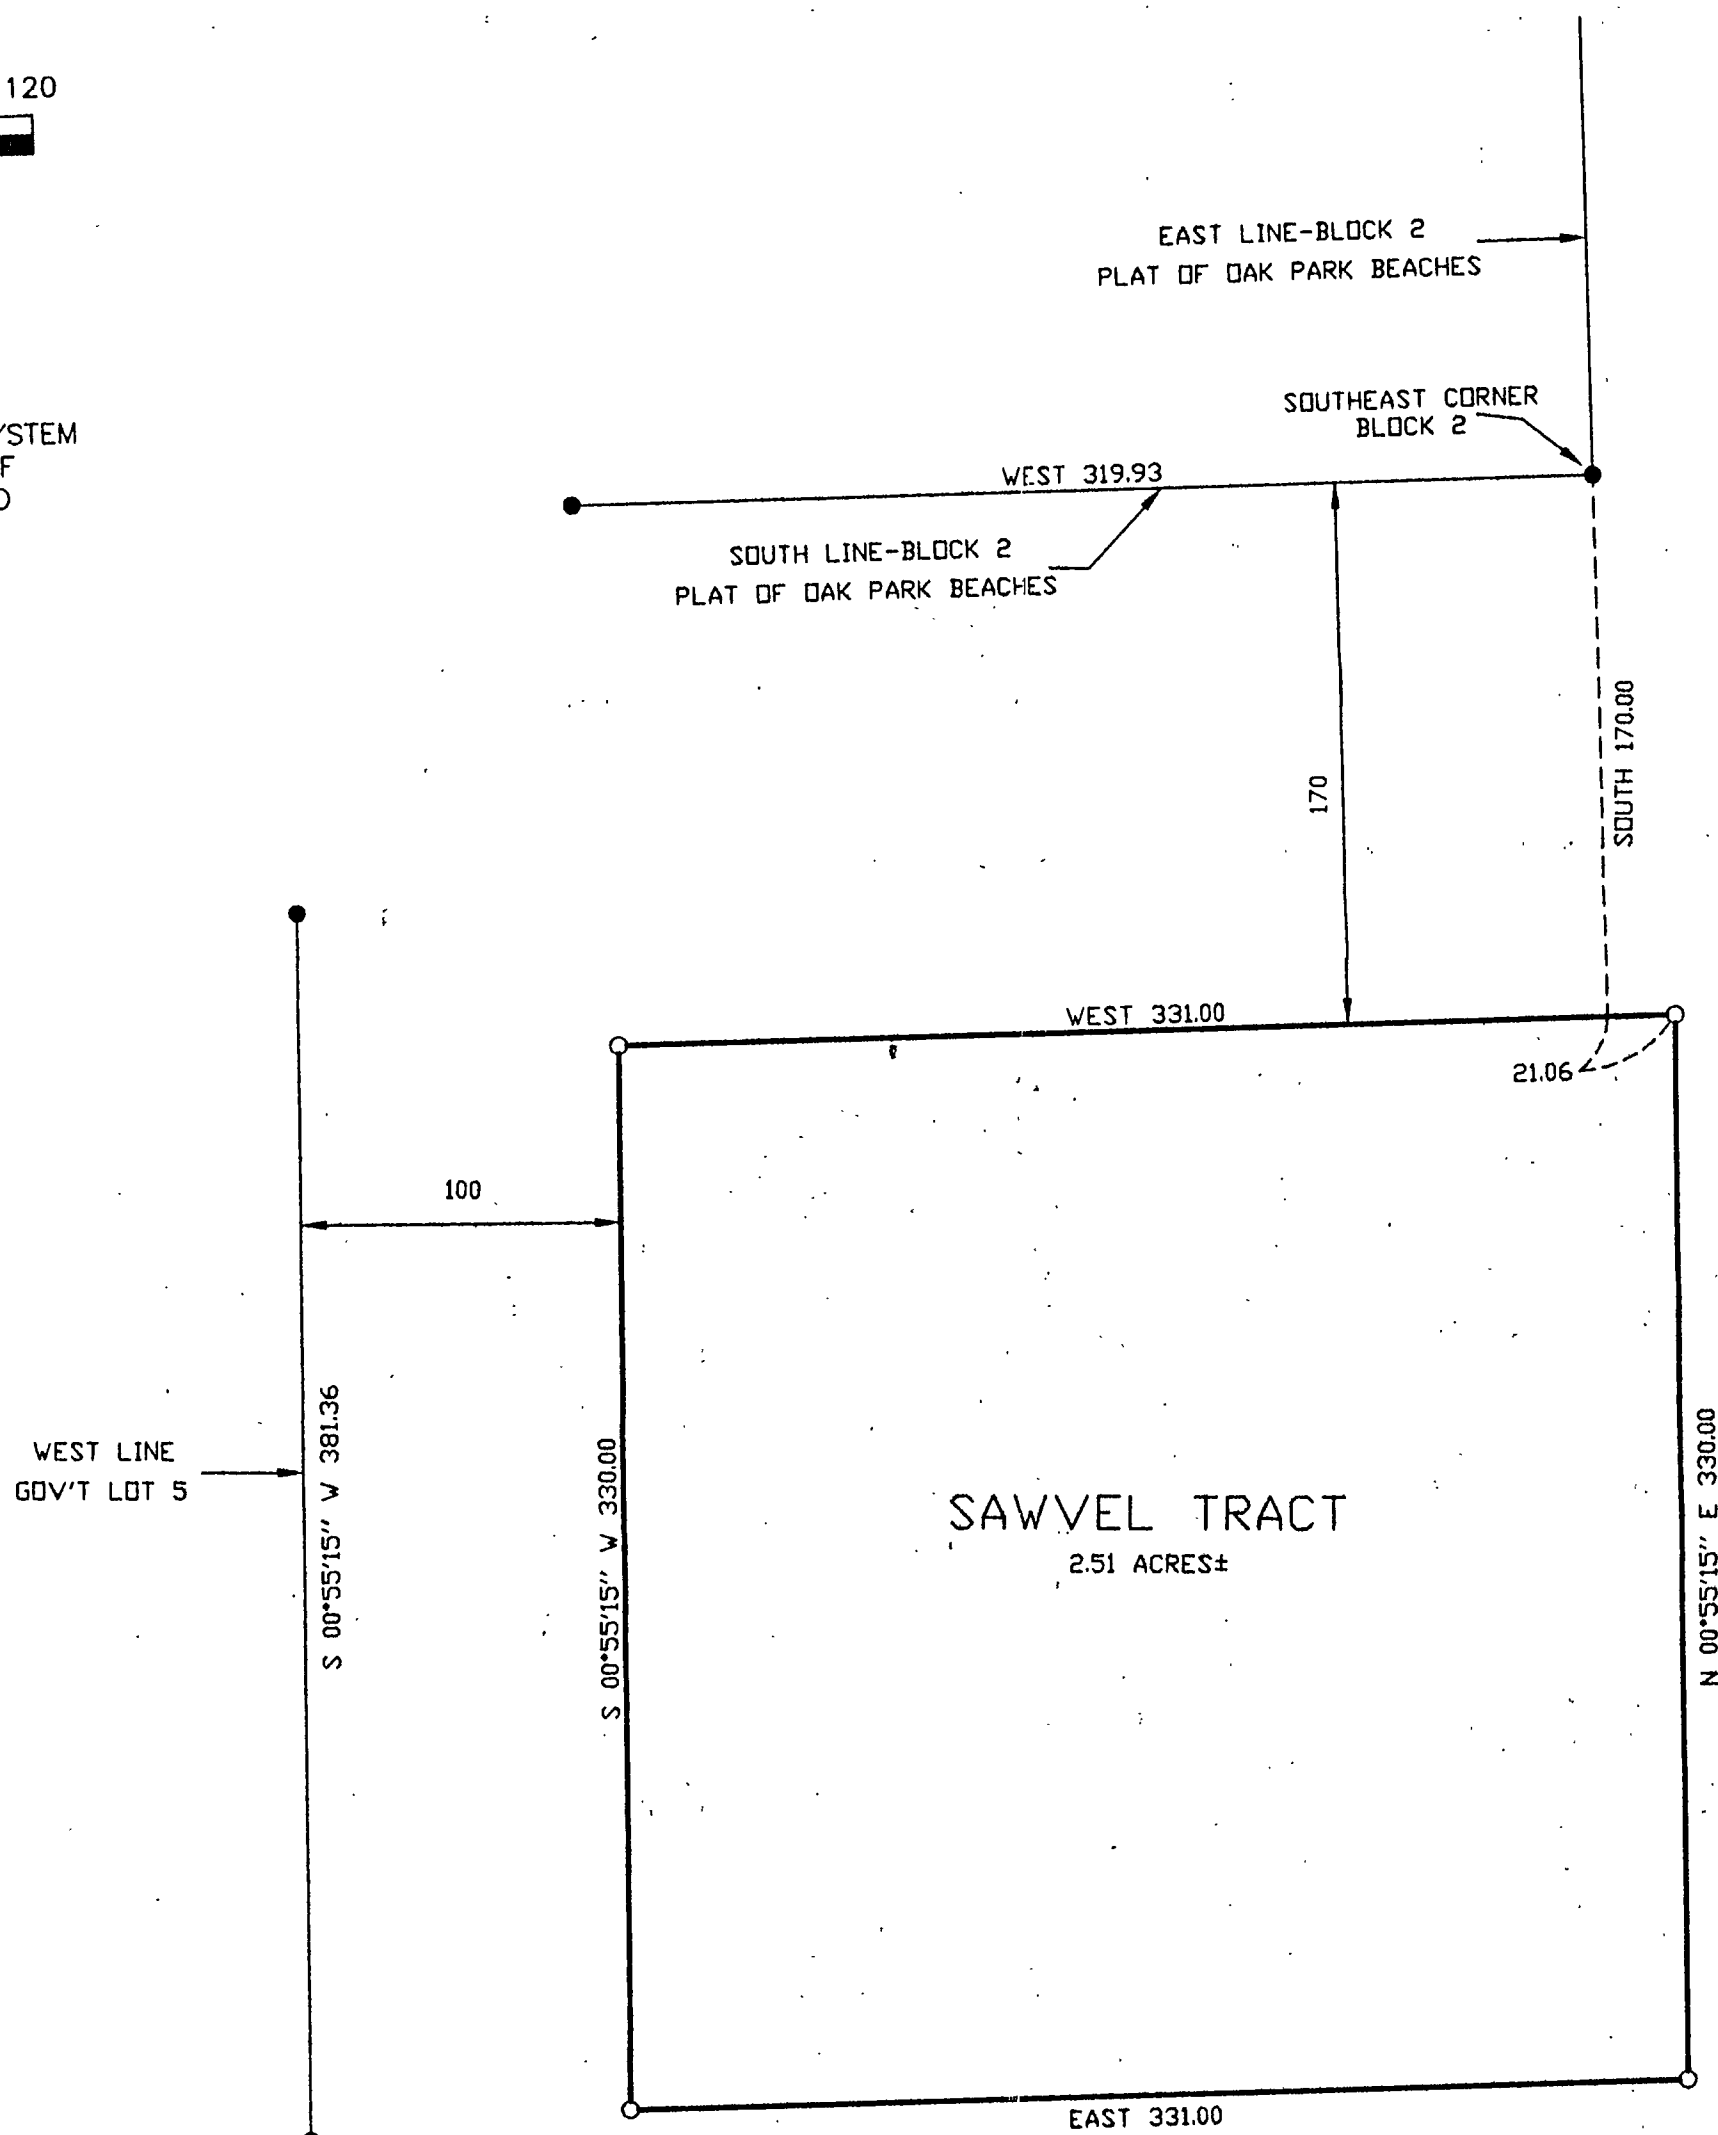 120
EAST LINE-BLOCK 2
PLAT OF OAK PARK BEACHES
SOUTHEAST CORNER
BLOCK 2
YSTEM
F
WEST 319.93
SOUTH LINE-BLOCK 2
PLAT OF OAK PARK BEACHES
SOUTH 170.00
170
WEST 331.00
21.06
100
S 00°55'15" W 381.36
WEST LINE
GOV'T LOT 5
S 00°55'15" W 330.00
SAWVEL TRACT
2.51 ACRES±
N 00°55'15" E 330.00
EAST 331.00